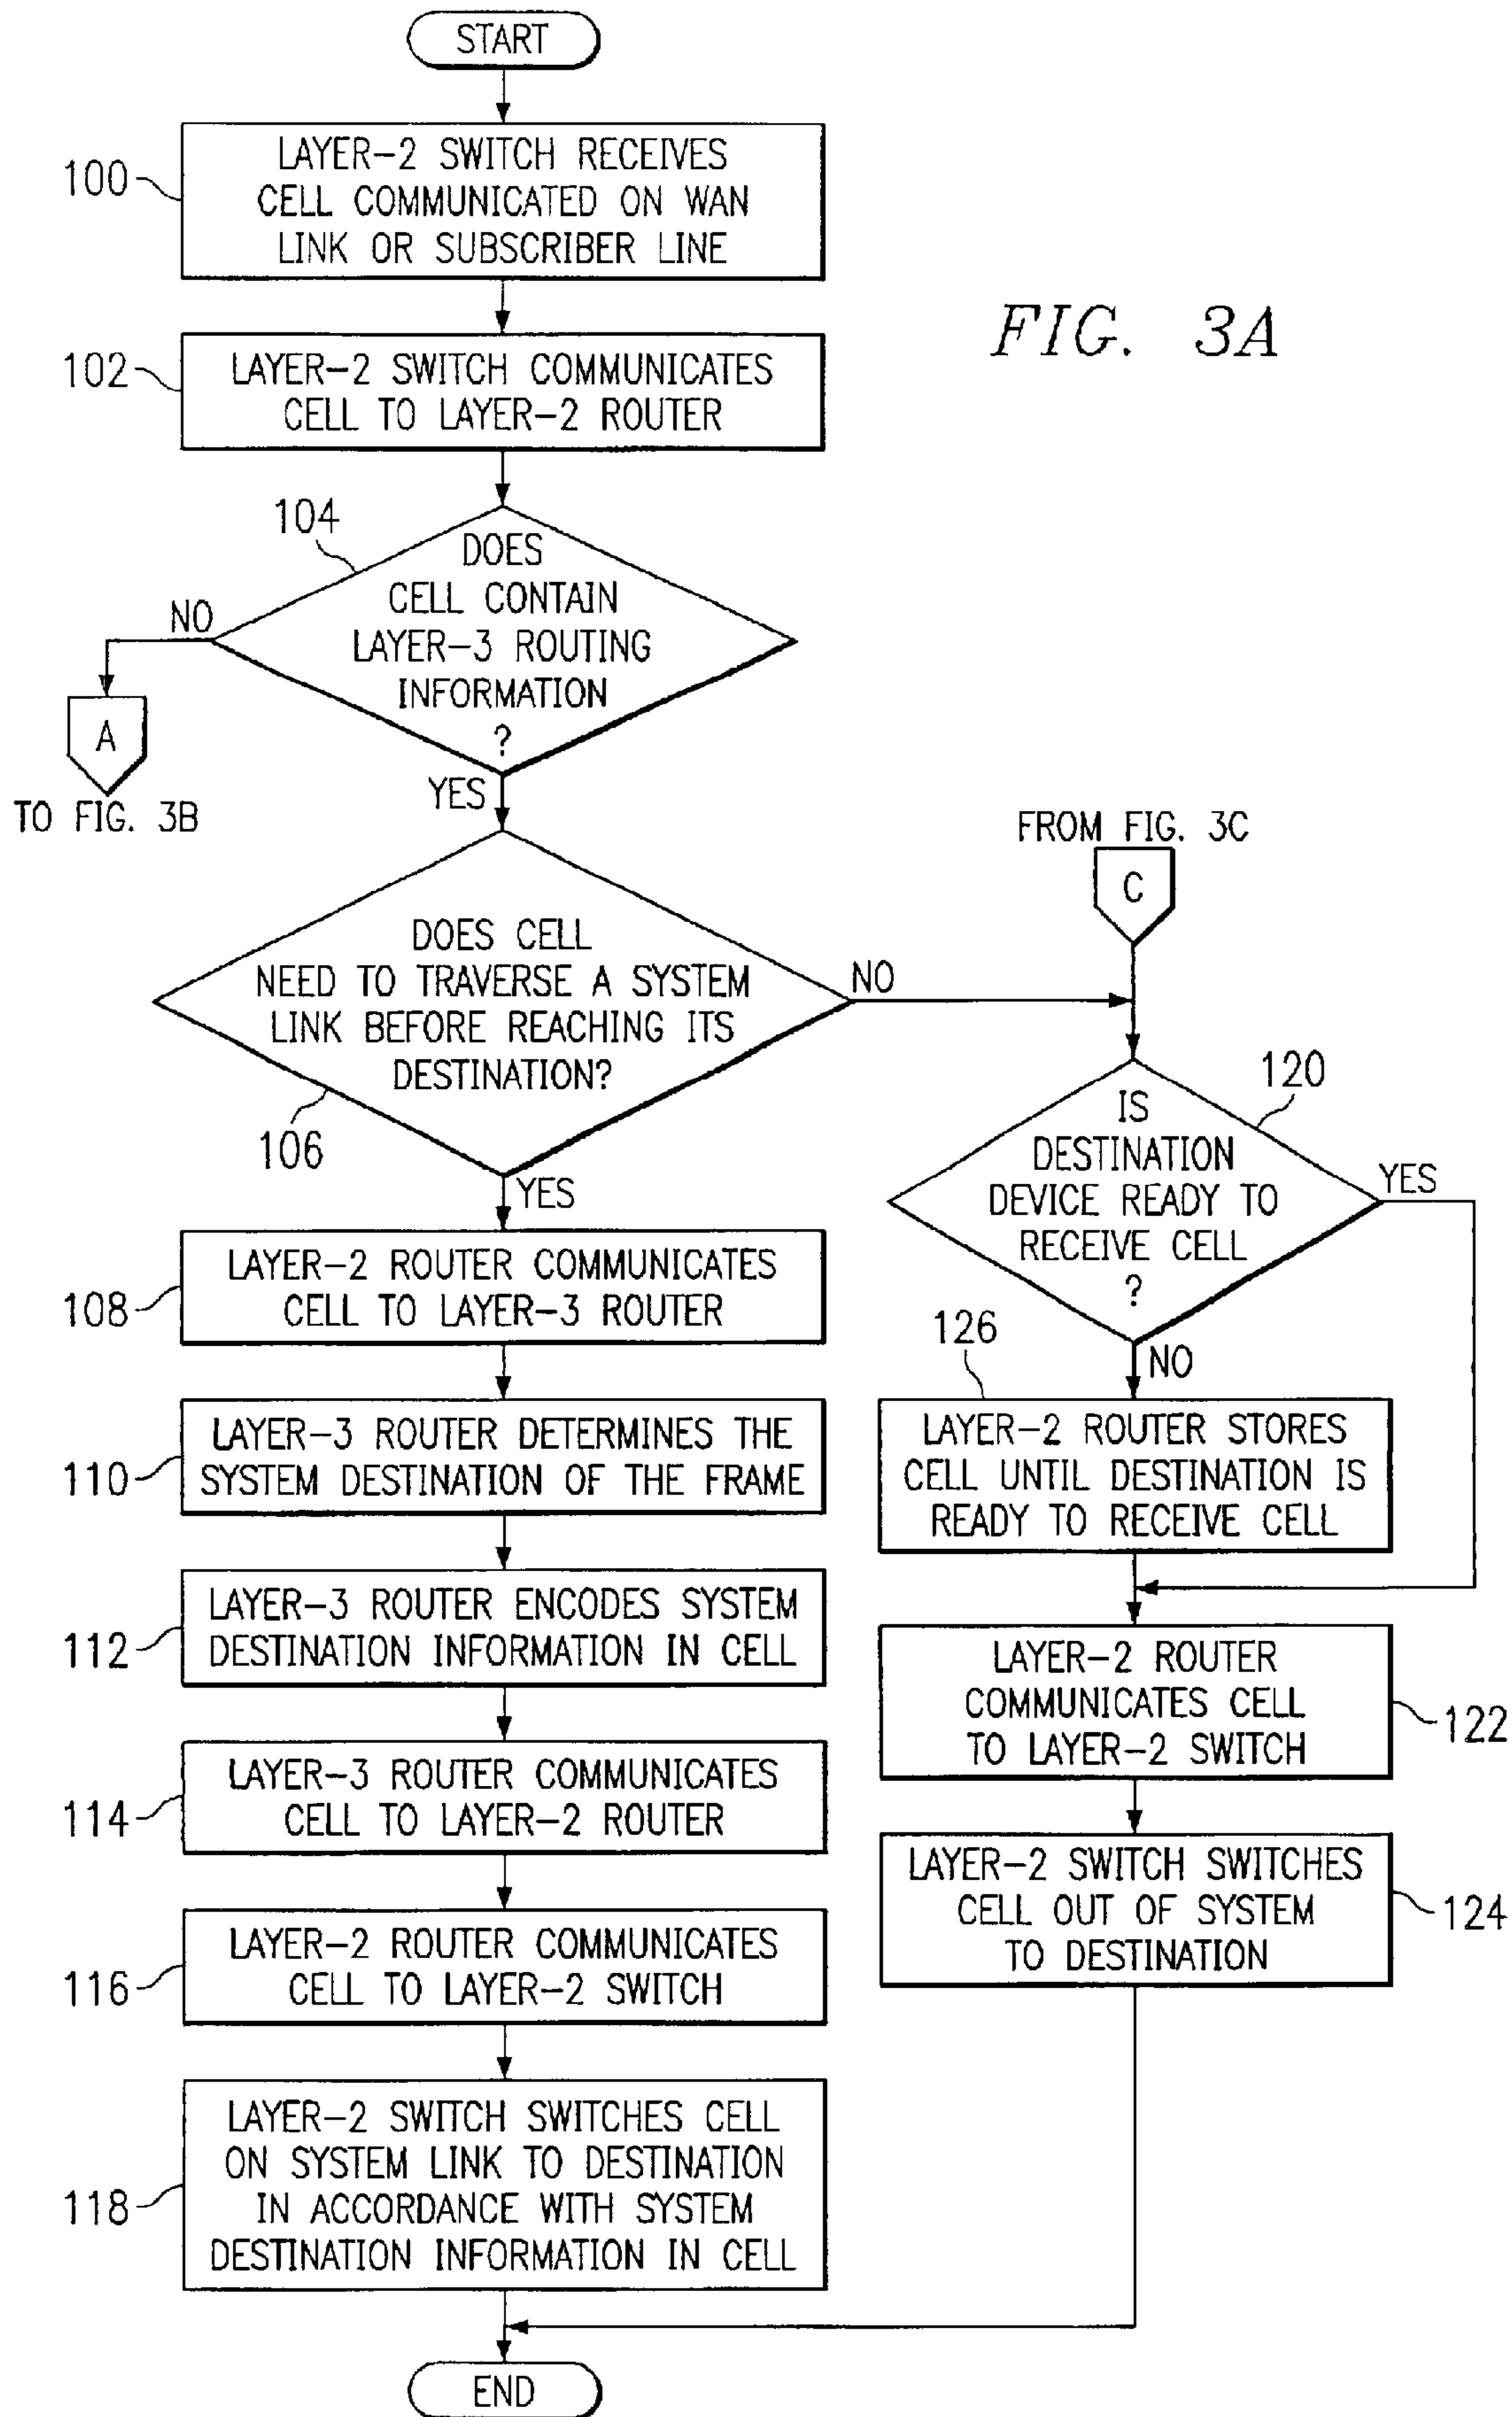 START
100
LAYER-2 SWITCH RECEIVES
CELL COMMUNICATED ON WAN
LINK OR SUBSCRIBER LINE
FIG. 3A
102
LAYER-2 SWITCH COMMUNICATES
CELL TO LAYER-2 ROUTER
104
DOES
CELL CONTAIN
LAYER-3 ROUTING
INFORMATION
?
NO
A
TO FIG. 3B
YES
DOES CELL
NEED TO TRAVERSE A SYSTEM
LINK BEFORE REACHING ITS
DESTINATION?
106
NO
YES
FROM FIG. 3C
C
120
IS
DESTINATION
DEVICE READY TO
RECEIVE CELL
?
YES
NO
108
LAYER-2 ROUTER COMMUNICATES
CELL TO LAYER-3 ROUTER
110
LAYER-3 ROUTER DETERMINES THE
SYSTEM DESTINATION OF THE FRAME
112
LAYER-3 ROUTER ENCODES SYSTEM
DESTINATION INFORMATION IN CELL
114
LAYER-3 ROUTER COMMUNICATES
CELL TO LAYER-2 ROUTER
116
LAYER-2 ROUTER COMMUNICATES
CELL TO LAYER-2 SWITCH
118
LAYER-2 SWITCH SWITCHES CELL
ON SYSTEM LINK TO DESTINATION
IN ACCORDANCE WITH SYSTEM
DESTINATION INFORMATION IN CELL
126
LAYER-2 ROUTER STORES
CELL UNTIL DESTINATION IS
READY TO RECEIVE CELL
LAYER-2 ROUTER
COMMUNICATES CELL
TO LAYER-2 SWITCH
122
LAYER-2 SWITCH SWITCHES
CELL OUT OF SYSTEM
TO DESTINATION
124
END